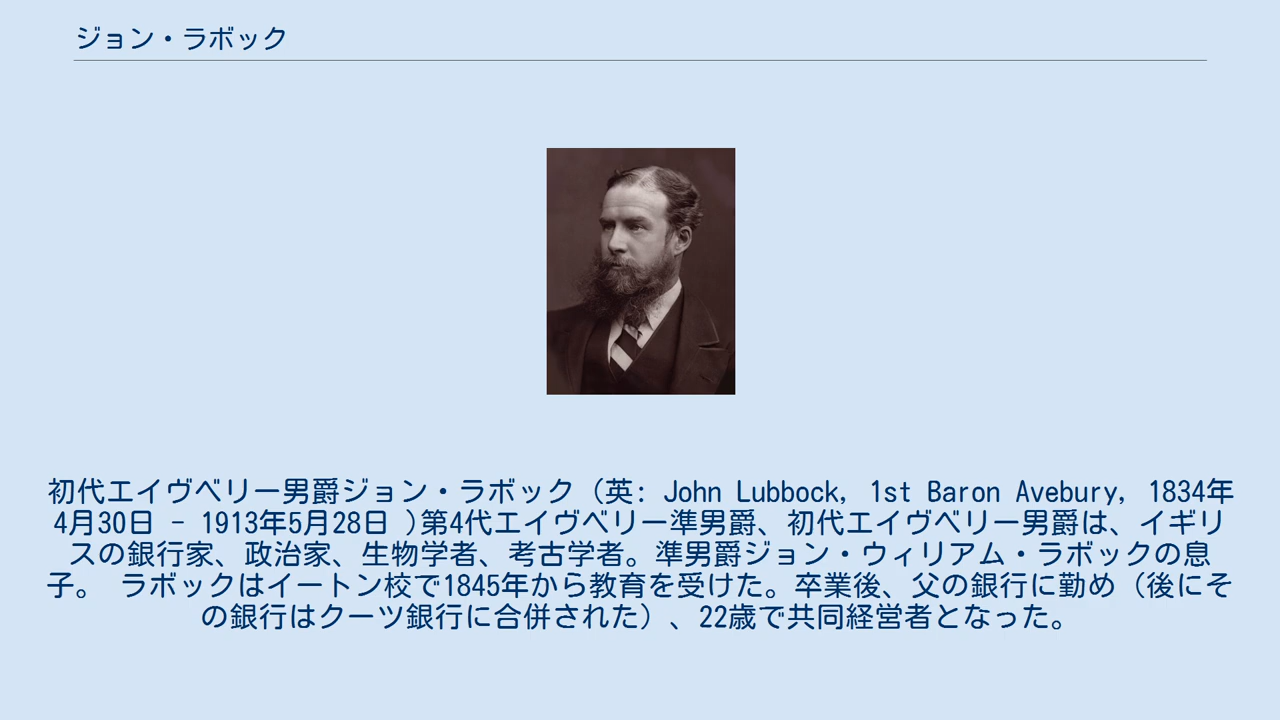 ジョン・ラボック
初代エイヴベリー男爵ジョン・ラボック（英: John Lubbock, 1st Baron Avebury, 1834年
4月30日 - 1913年5月28日 )第4代エイヴベリー準男爵、初代エイヴベリー男爵は、イギリ
スの銀行家、政治家、生物学者、考古学者。準男爵ジョン・ウィリアム・ラボックの息
子。 ラボックはイートン校で1845年から教育を受けた。卒業後、父の銀行に勤め（後にそ
の銀行はクーツ銀行に合併された）、22歳で共同経営者となった。